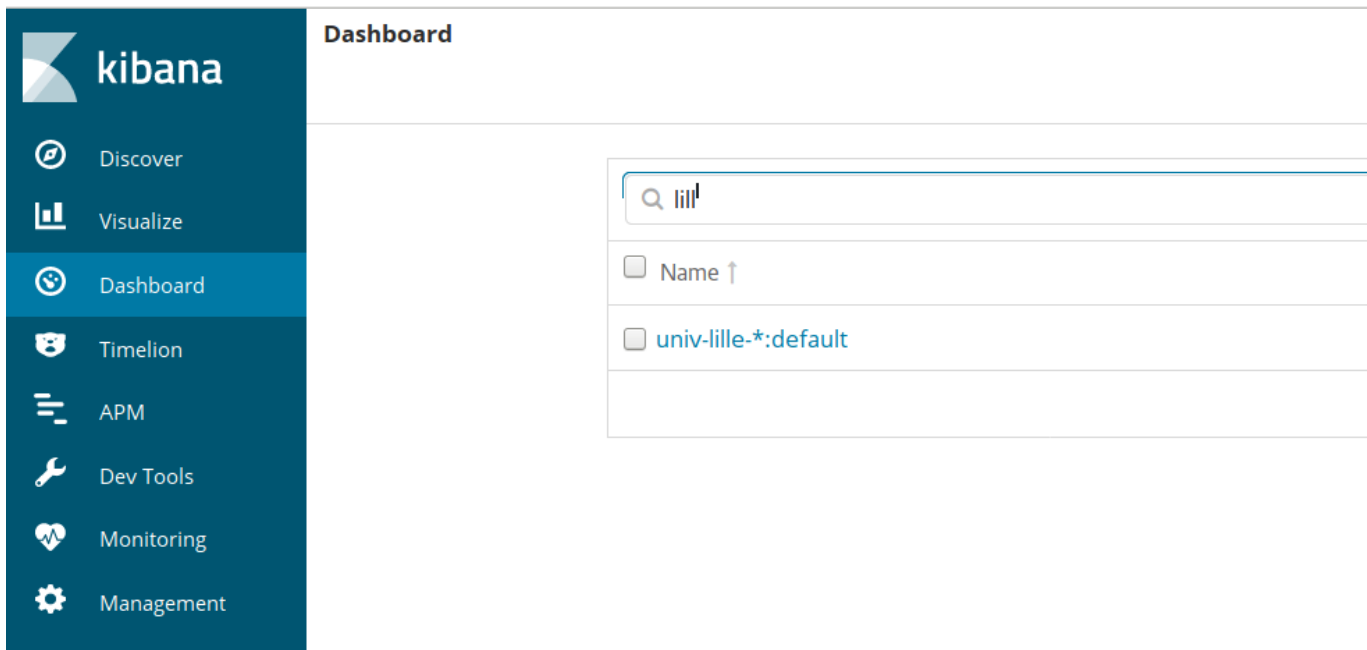 kibana
Discover
Visualize
Dashboard
Timelion
APM
Dev Tools
Monitoring
Management
Dashboard
lill
Name ↑
univ-lille-*:default